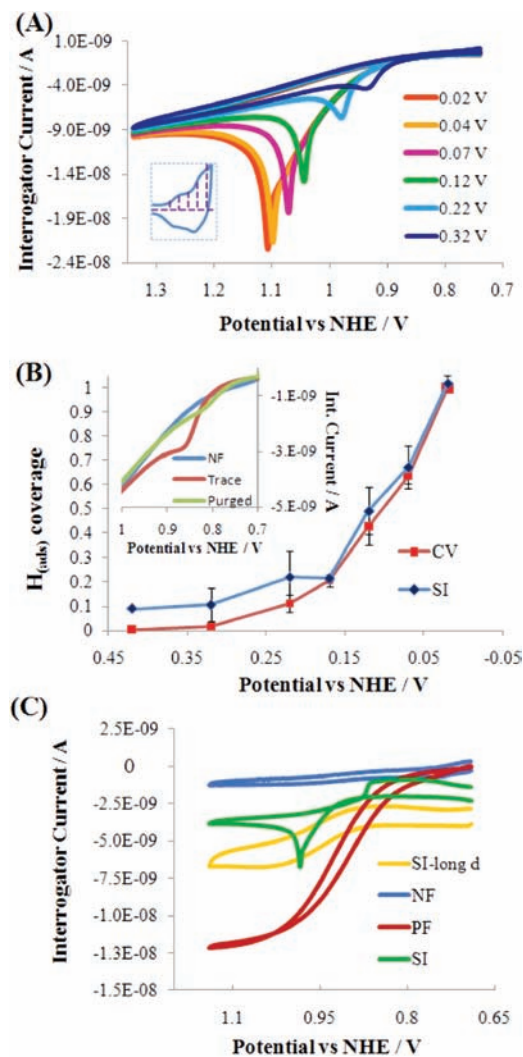 (A)
1.0E-09
-4.0E-09
-9.0E-09
-1.4E-08
-1.9E-08
-2.4E-08
Interrogator Current / A
0.02 V
0.04 V
0.07 V
0.12 V
0.22 V
0.32 V
1.3 1.2 1.1 1 0.9 0.8 0.7
Potential vs NHE / V
(B)
1
0.9
0.8
0.7
0.6
0.5
0.4
0.3
0.2
0.1
0
H(ads) coverage
-1.E-09
-3.E-09
-5.E-09
Int. Current / A
NF
Trace
Purged
1 0.9 0.8 0.7
Potential vs NHE / V
CV
SI
0.45 0.35 0.25 0.15 0.05 -0.05
Potential vs NHE / V
(C)
2.5E-09
0
-2.5E-09
-5.0E-09
-7.5E-09
-1.0E-08
-1.3E-08
-1.5E-08
Interrogator Current / A
SI-long d
NF
PF
SI
1.1 0.95 0.8 0.65
Potential vs NHE / V